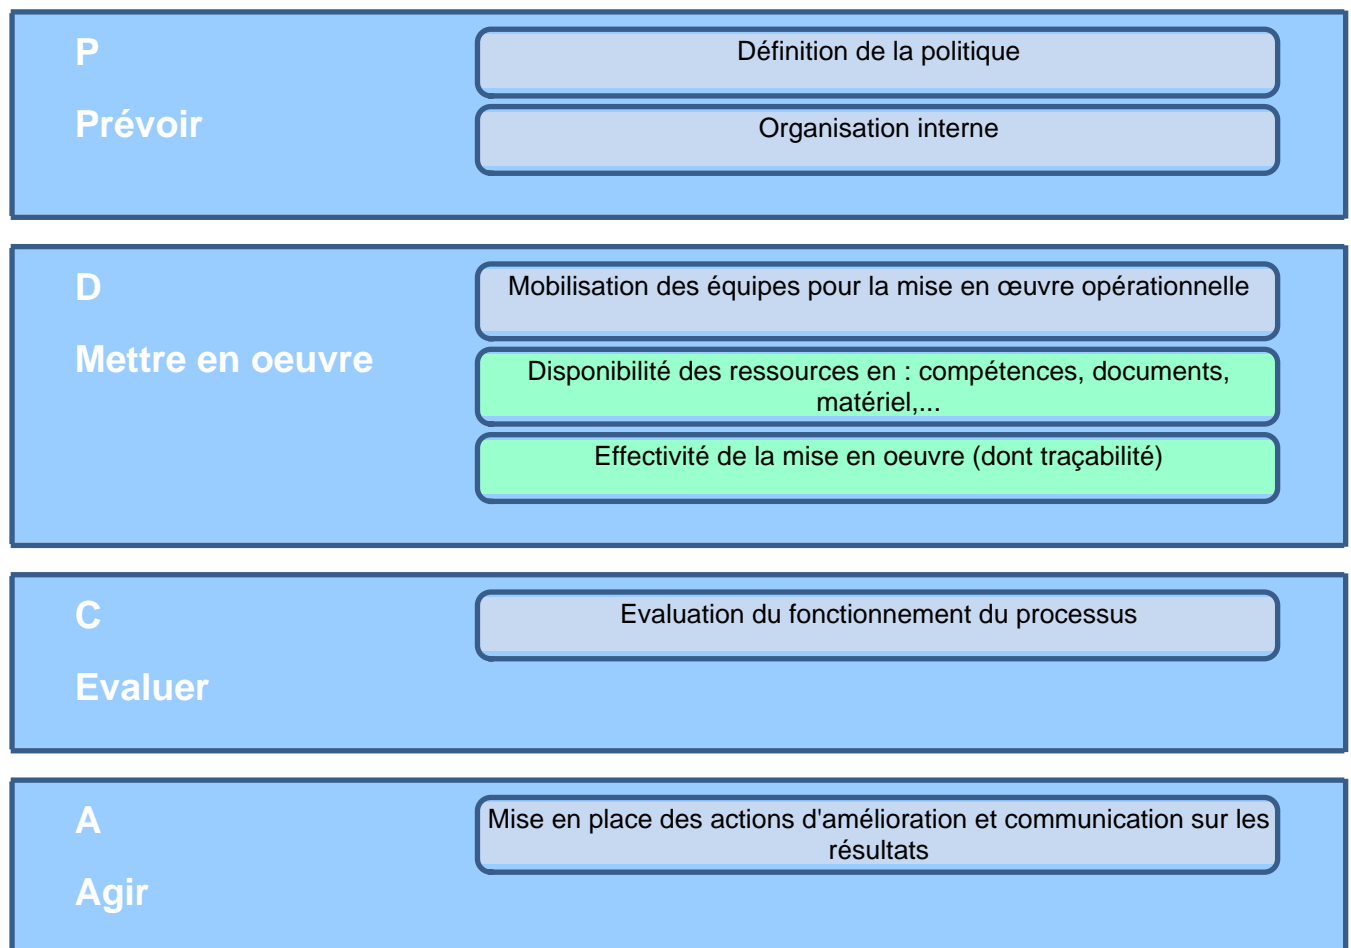 P
Définition de la politique
Prévoir
Organisation interne
D
Mobilisation des équipes pour la mise en œuvre opérationnelle
Mettre en oeuvre
Disponibilité des ressources en : compétences, documents,
matériel,...
Effectivité de la mise en oeuvre (dont traçabilité)
C
Evaluation du fonctionnement du processus
Evaluer
A
Mise en place des actions d'amélioration et communication sur les
résultats
Agir